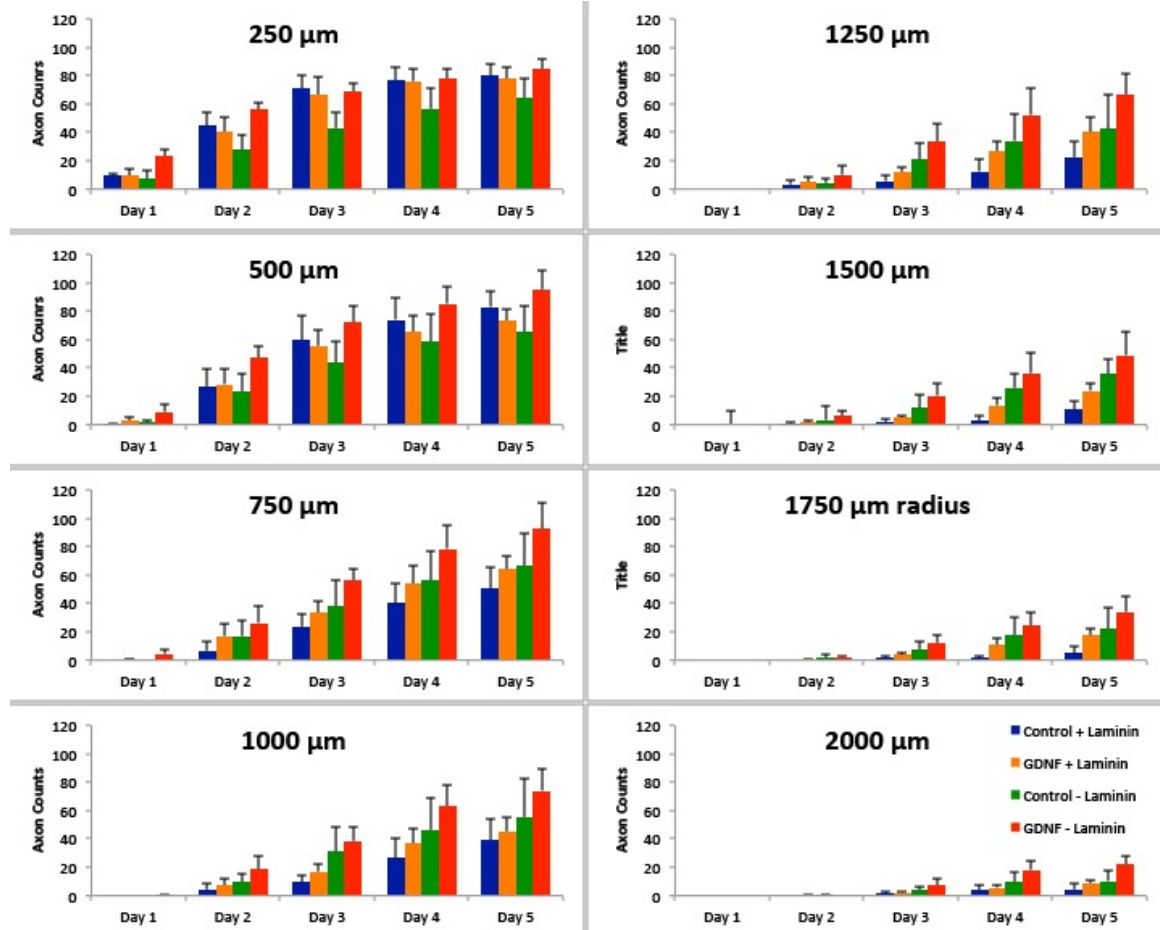 250 µm
Axon Counrs
120
100
80
60
40
20
0
Day 1 Day 2 Day 3 Day 4 Day 5
500 µm
Axon Counrs
120
100
80
60
40
20
0
Day 1 Day 2 Day 3 Day 4 Day 5
750 µm
Axon Counts
120
100
80
60
40
20
0
Day 1 Day 2 Day 3 Day 4 Day 5
1000 µm
Axon Counts
120
100
80
60
40
20
0
Day 1 Day 2 Day 3 Day 4 Day 5
1250 µm
Axon Counts
120
100
80
60
40
20
0
Day 1 Day 2 Day 3 Day 4 Day 5
1500 µm
Title
120
100
80
60
40
20
0
Day 1 Day 2 Day 3 Day 4 Day 5
1750 µm radius
Title
120
100
80
60
40
20
0
Day 1 Day 2 Day 3 Day 4 Day 5
2000 µm
Axon Counts
120
100
80
60
40
20
0
Day 1 Day 2 Day 3 Day 4 Day 5
Control + Laminin
GDNF + Laminin
Control - Laminin
GDNF - Laminin